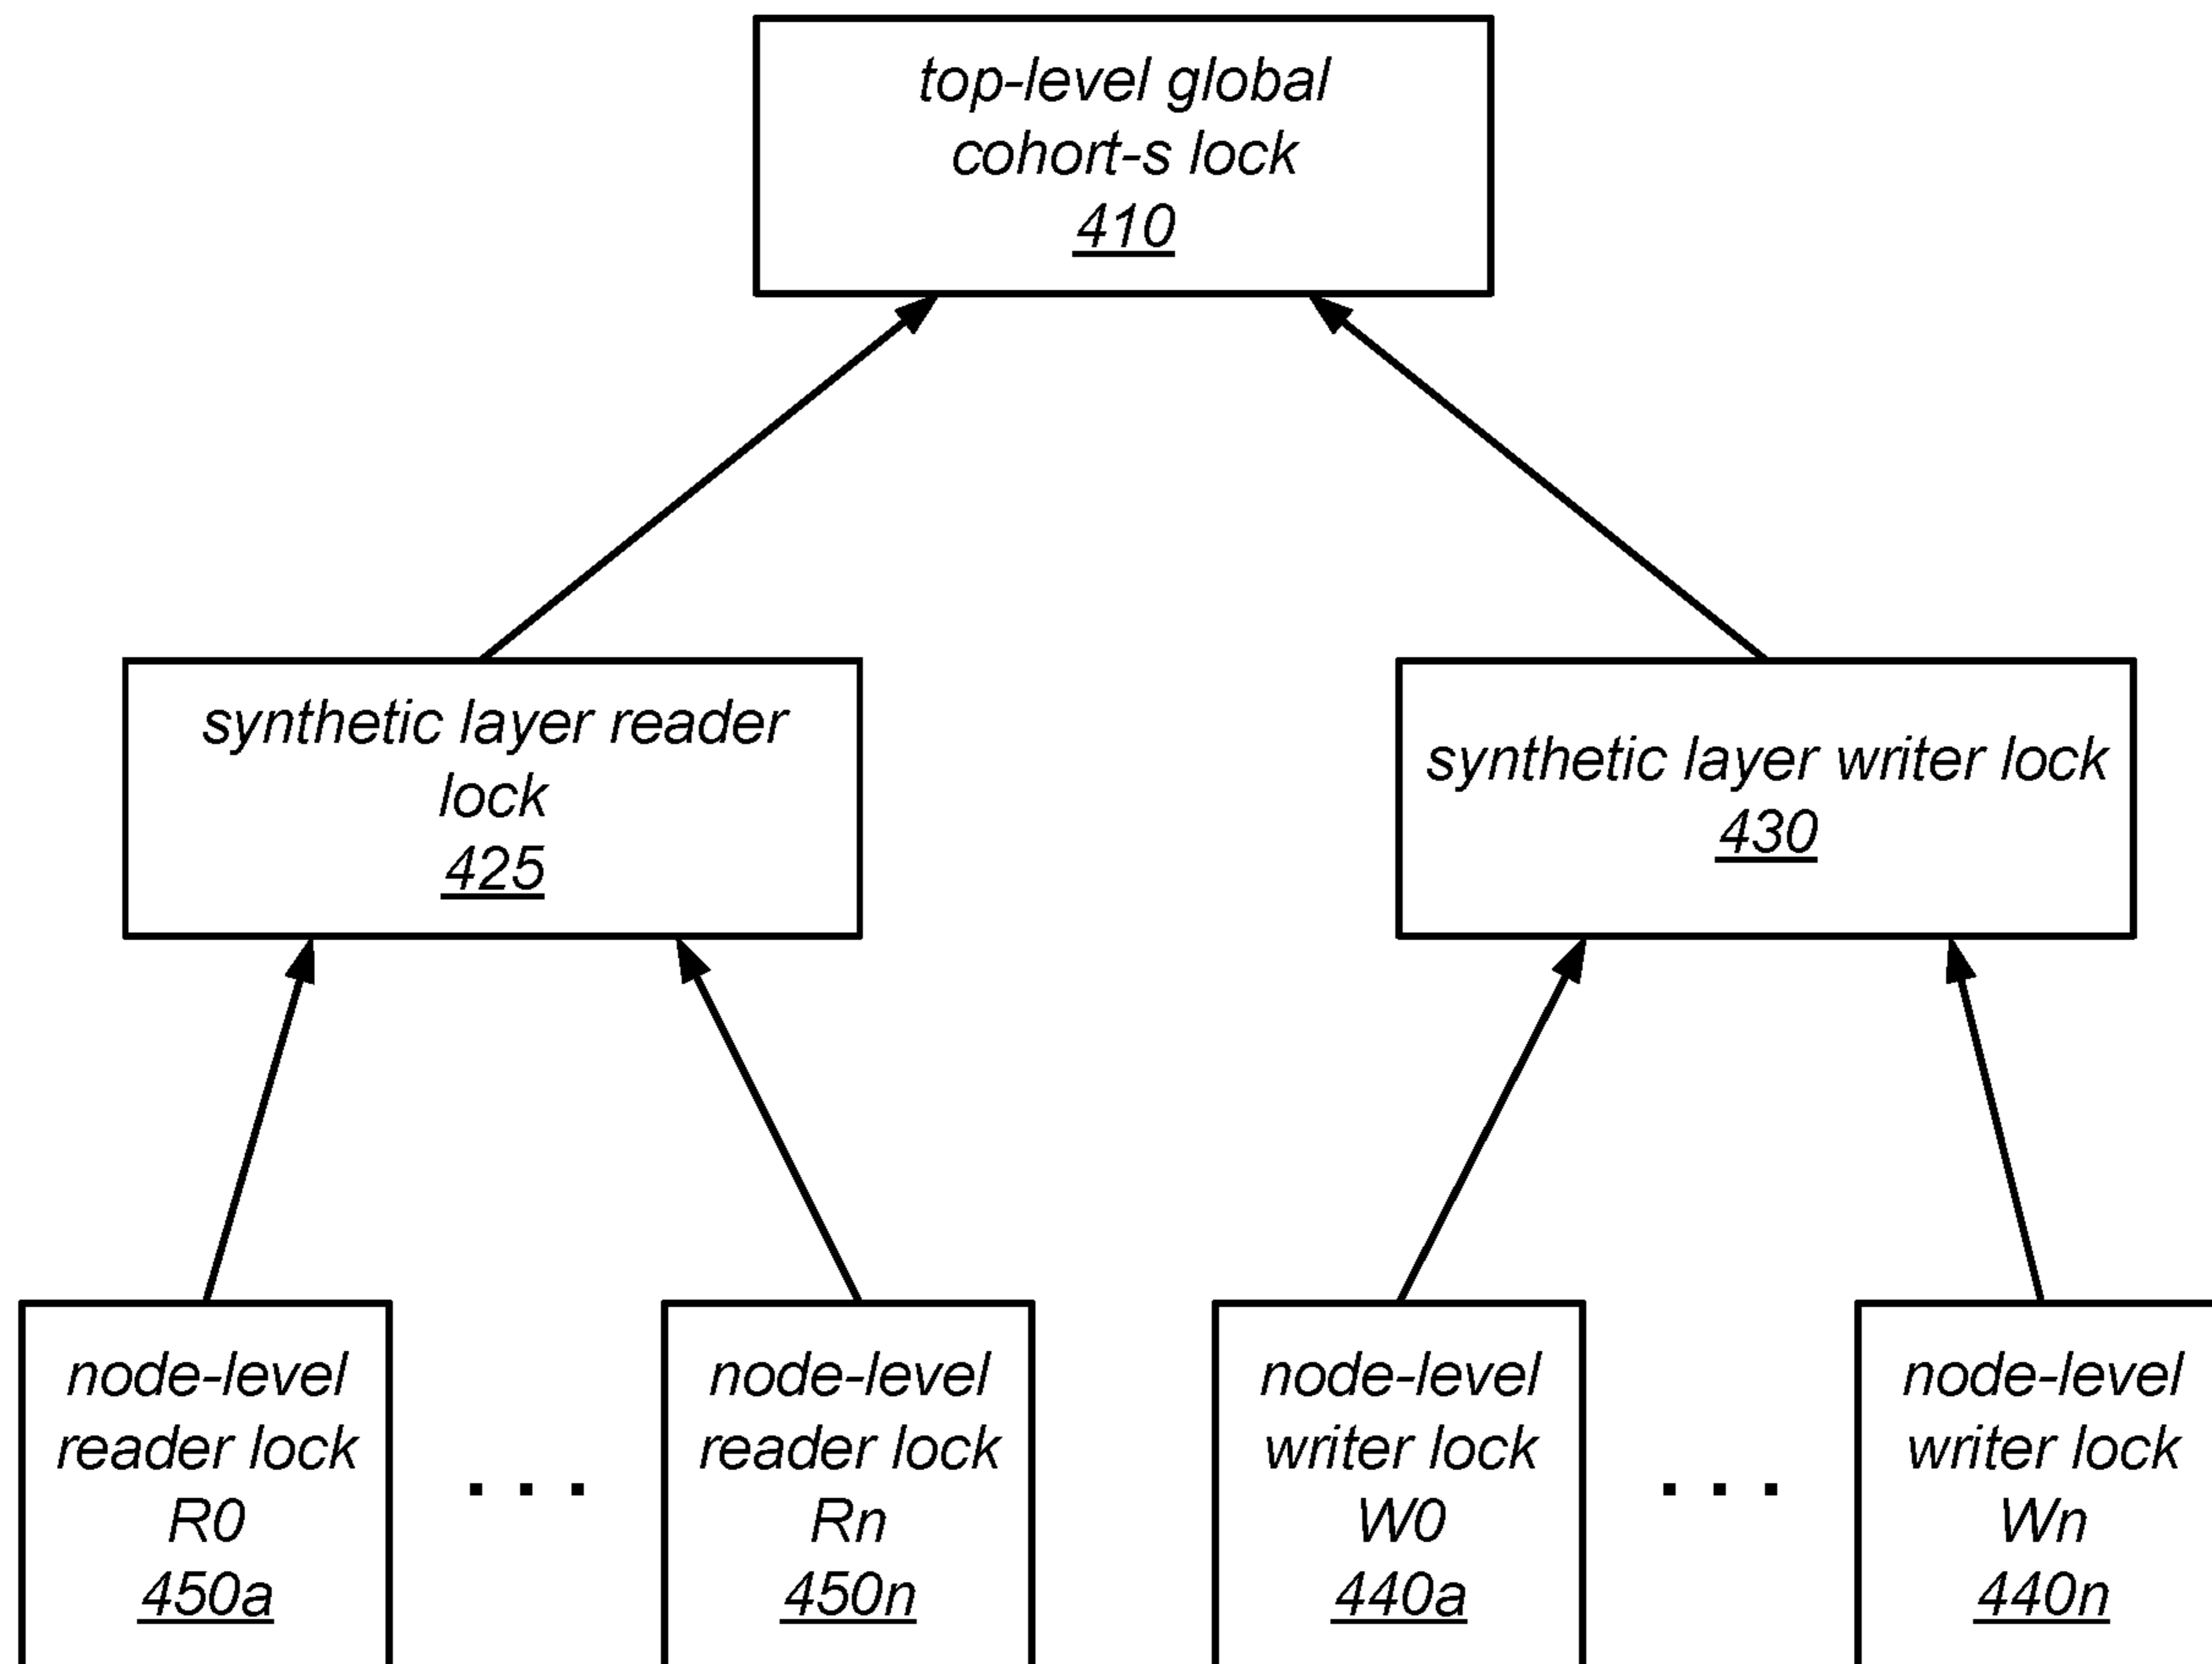 top-level global
cohort-s lock
410
synthetic layer reader
lock
425
synthetic layer writer lock
430
node-level
reader lock
R0
450a
. . .
node-level
reader lock
Rn
450n
node-level
writer lock
W0
440a
. . .
node-level
writer lock
Wn
440n